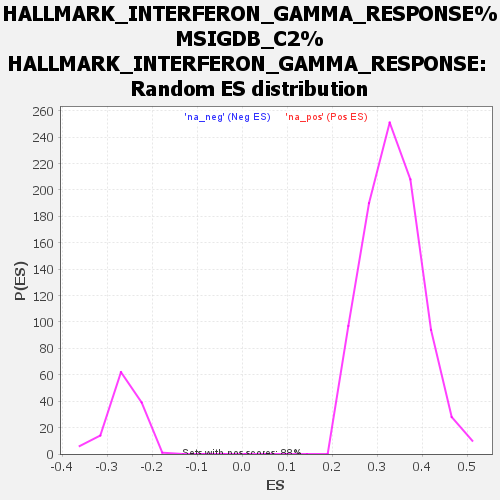 HALLMARK_INTERFERON_GAMMA_RESPONSE%
MSIGDB_C2%
HALLMARK_INTERFERON_GAMMA_RESPONSE:
Random ES distribution
'na_neg' (Neg ES) 'na_pos' (Pos ES)
260
240
220
200
180
160
140
120
100
80
60
40
20
0
P(ES)
Sets with pos scores: 88%
-0.4 -0.3 -0.2 -0.1 0.0 0.1 0.2 0.3 0.4 0.5
ES